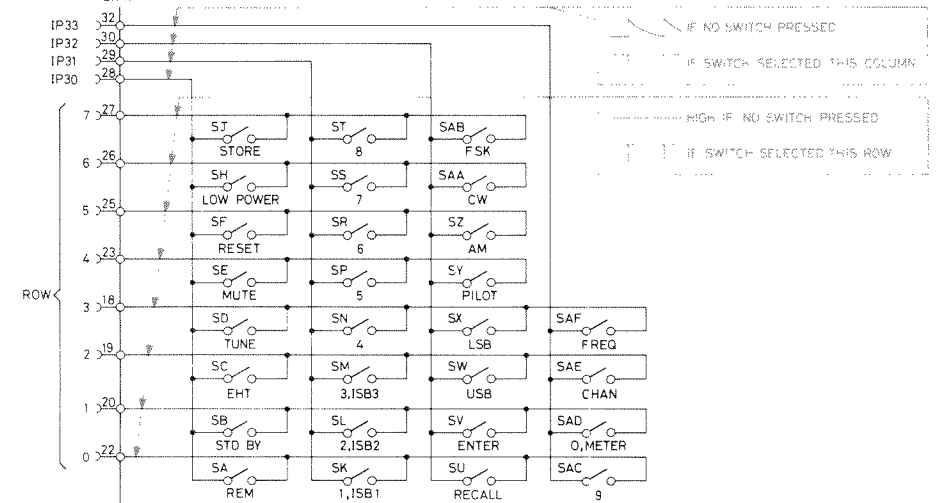 IP33 32 IF NO SWITCH PRESSED
IP32 30
IP31 29 IF SWITCH SELECTED THIS COLUMN
IP30 28
7 27 HIGH IF NO SWITCH PRESSED
SJ ST SAB
STORE 8 FSK
6 26 IF SWITCH SELECTED THIS ROW
SH SS SAA
LOW POWER 7 CW
5 25
SF SR SZ
RESET 6 AM
4 23
SE SP SY
MUTE 5 PILOT
ROW
3 18
SD SN SX SAF
TUNE 4 LSB FREQ
2 19
SC SM SW SAE
EHT 3,ISB3 USB CHAN
1 20
SB SL SV SAD
STD BY 2,ISB2 ENTER 0,METER
0 22
SA SK SU SAC
REM 1,ISB1 RECALL 9